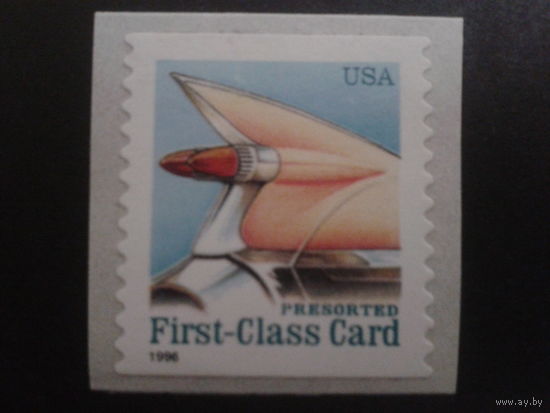 USA
PRESORTED
First-Class Card
1996
www.ay.by